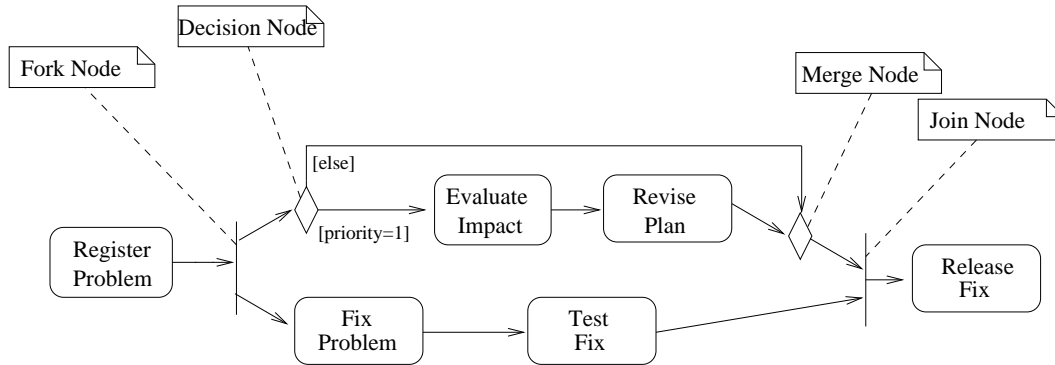 Decision Node
Fork Node
Merge Node
Join Node
[else]
Evaluate
Impact
Revise
Plan
[priority=1]
Register
Problem
Release
Fix
Fix
Problem
Test
Fix